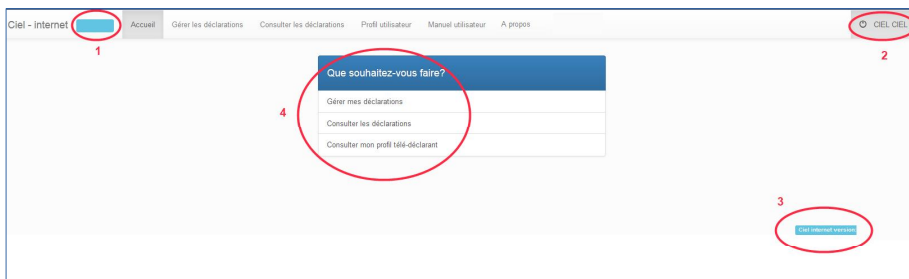 Ciel - internet Accueil Gérer les déclarations Consulter les déclarations Profil utilisateur Manuel utilisateur A propos CIEL CIEL
1
2
Que souhaitez-vous faire?
Gérer mes déclarations
4
Consulter les déclarations
Consulter mon profil télé-déclarant
3
Ciel internet version